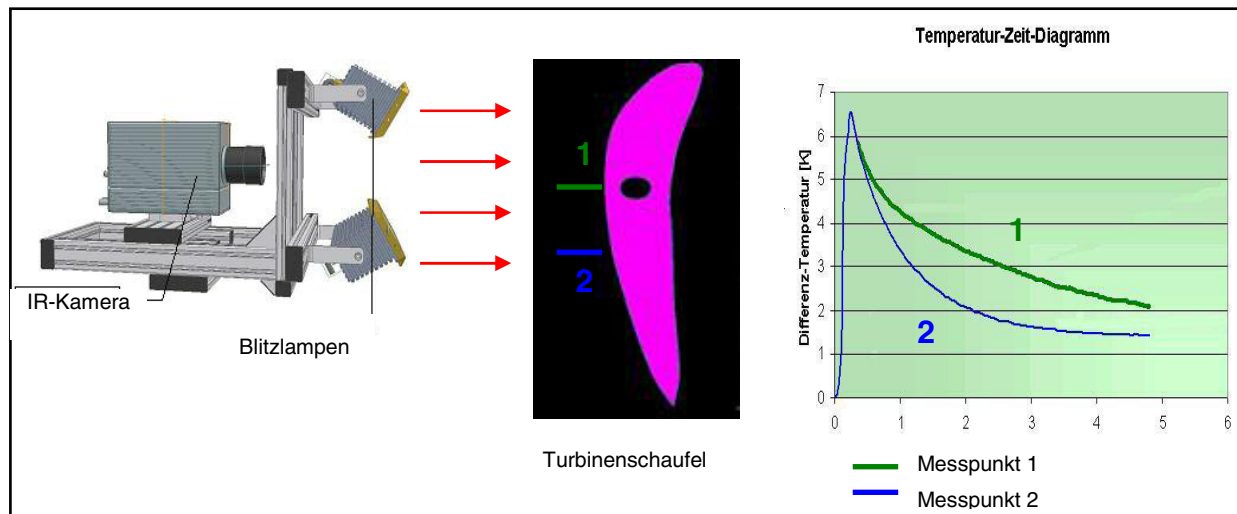 IR-Kamera
Blitzlampen
1
2
Turbinenschaufel
Temperatur-Zeit-Diagramm
Differenz-Temperatur [K]
7
6
5
4
3
2
1
0
1
2
0 1 2 3 4 5 6
Messpunkt 1
Messpunkt 2